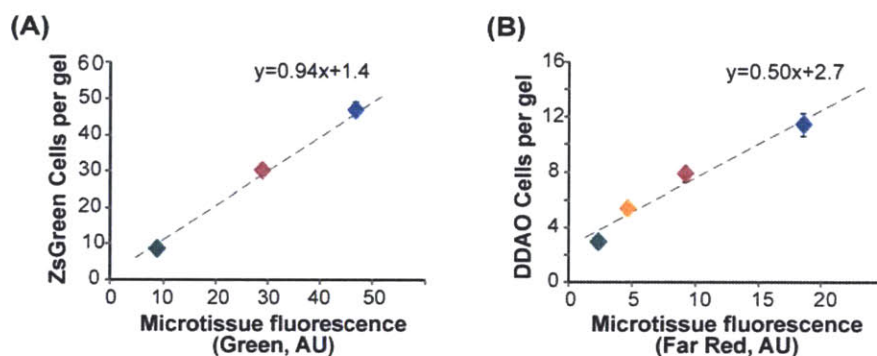 (A)
y=0.94x+1.4
ZsGreen Cells per gel
60
50
40
30
20
10
0
0 10 20 30 40 50
Microtissue fluorescence
(Green, AU)
(B)
y=0.50x+2.7
DDAO Cells per gel
16
12
8
4
0
0 5 10 15 20
Microtissue fluorescence
(Far Red, AU)